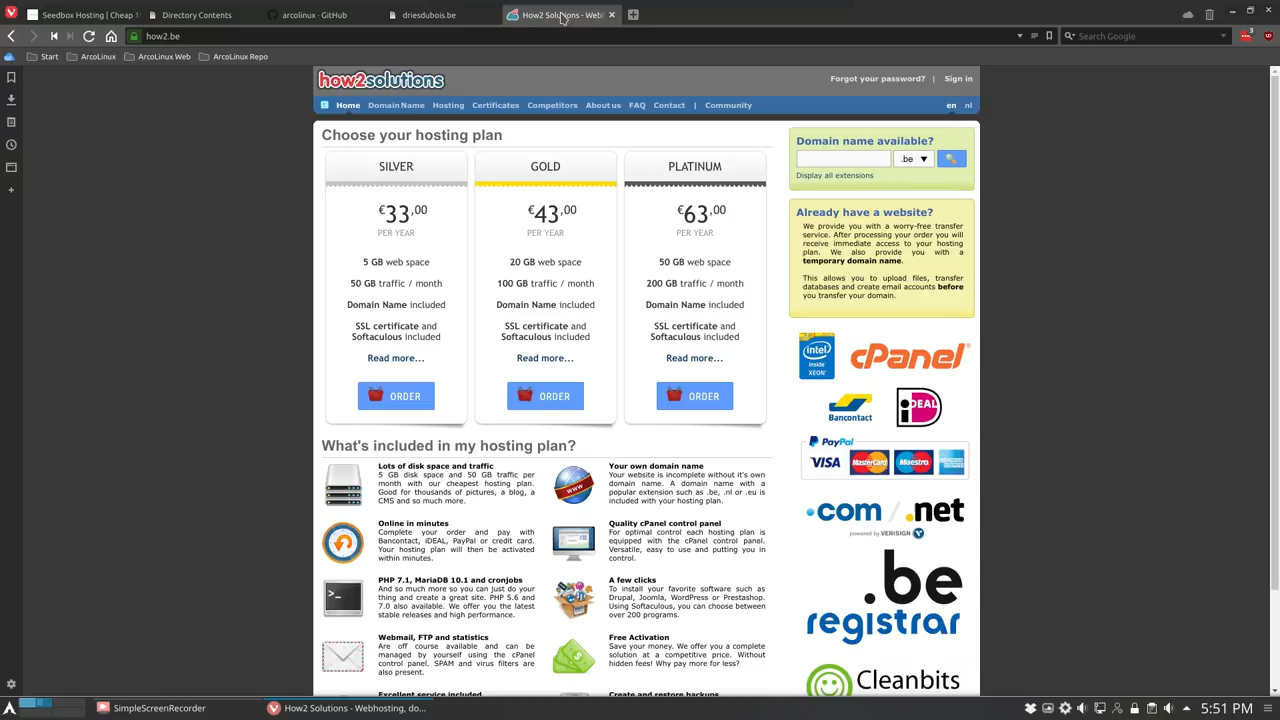 Seedbox Hosting | Cheap 1
Directory Contents
arcolinux - GitHub
driesdubois.be
How2 Solutions - Web
how2.be
Search Google
3
Start
ArcoLinux
ArcoLinux Web
ArcoLinux Repo
how2solutions
Forgot your password? | Sign in
Home Domain Name Hosting Certificates Competitors About us FAQ Contact | Community
en nl
Choose your hosting plan
SILVER
€33,00
PER YEAR
5 GB web space
50 GB traffic / month
Domain Name included
SSL certificate and
Softaculous included
Read more...
ORDER
GOLD
€43,00
PER YEAR
20 GB web space
100 GB traffic / month
Domain Name included
SSL certificate and
Softaculous included
Read more...
ORDER
PLATINUM
€63,00
PER YEAR
50 GB web space
200 GB traffic / month
Domain Name included
SSL certificate and
Softaculous included
Read more...
ORDER
Domain name available?
.be
Display all extensions
Already have a website?
We provide you with a worry-free transfer
service. After processing your order you will
receive immediate access to your hosting
plan. We also provide you with a
temporary domain name.
This allows you to upload files, transfer
databases and create email accounts before
you transfer your domain.
intel
inside
XEON
cPanel
Bancontact
iDEAL
PayPal
VISA MasterCard Maestro
.com / .net
powered by VERISIGN
.be
registrar
Cleanbits
What's included in my hosting plan?
Lots of disk space and traffic
5 GB disk space and 50 GB traffic per
month with our cheapest hosting plan.
Good for thousands of pictures, a blog, a
CMS and so much more.
WWW
Your own domain name
Your website is incomplete without it's own
domain name. A domain name with a
popular extension such as .be, .nl or .eu is
included with your hosting plan.
Online in minutes
Complete your order and pay with
Bancontact, iDEAL, PayPal or credit card.
Your hosting plan will then be activated
within minutes.
Quality cPanel control panel
For optimal control each hosting plan is
equipped with the cPanel control panel.
Versatile, easy to use and putting you in
control.
>_
PHP 7.1, MariaDB 10.1 and cronjobs
And so much more so you can just do your
thing and create a great site. PHP 5.6 and
7.0 also available. We offer you the latest
stable releases and high performance.
A few clicks
To install your favorite software such as
Drupal, Joomla, WordPress or Prestashop.
Using Softaculous, you can choose between
over 200 programs.
Webmail, FTP and statistics
Are off course available and can be
managed by yourself using the cPanel
control panel. SPAM and virus filters are
also present.
Free Activation
Save your money. We offer you a complete
solution at a competitive price. Without
hidden fees! Why pay more for less?
Excellent service included
Create and restore backups
SimpleScreenRecorder
How2 Solutions - Webhosting, do...
5:51 PM